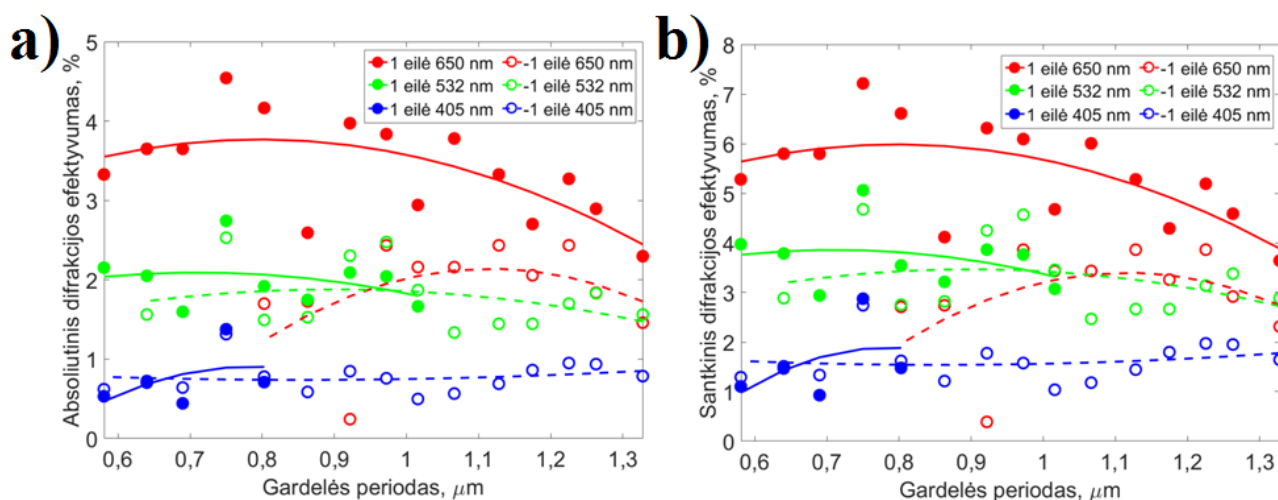 a)
Absoliutinis difrakcijos efektyvumas, %
5
4
3
2
1
0
1 eilė 650 nm
1 eilė 532 nm
1 eilė 405 nm
-1 eilė 650 nm
-1 eilė 532 nm
-1 eilė 405 nm
0,6 0,7 0,8 0,9 1 1,1 1,2 1,3
Gardelės periodas, μm
b)
Santkinis difrakcijos efektyvumas, %
8
7
6
5
4
3
2
1
0
1 eilė 650 nm
1 eilė 532 nm
1 eilė 405 nm
-1 eilė 650 nm
-1 eilė 532 nm
-1 eilė 405 nm
0,6 0,7 0,8 0,9 1 1,1 1,2 1,3
Gardelės periodas, μm